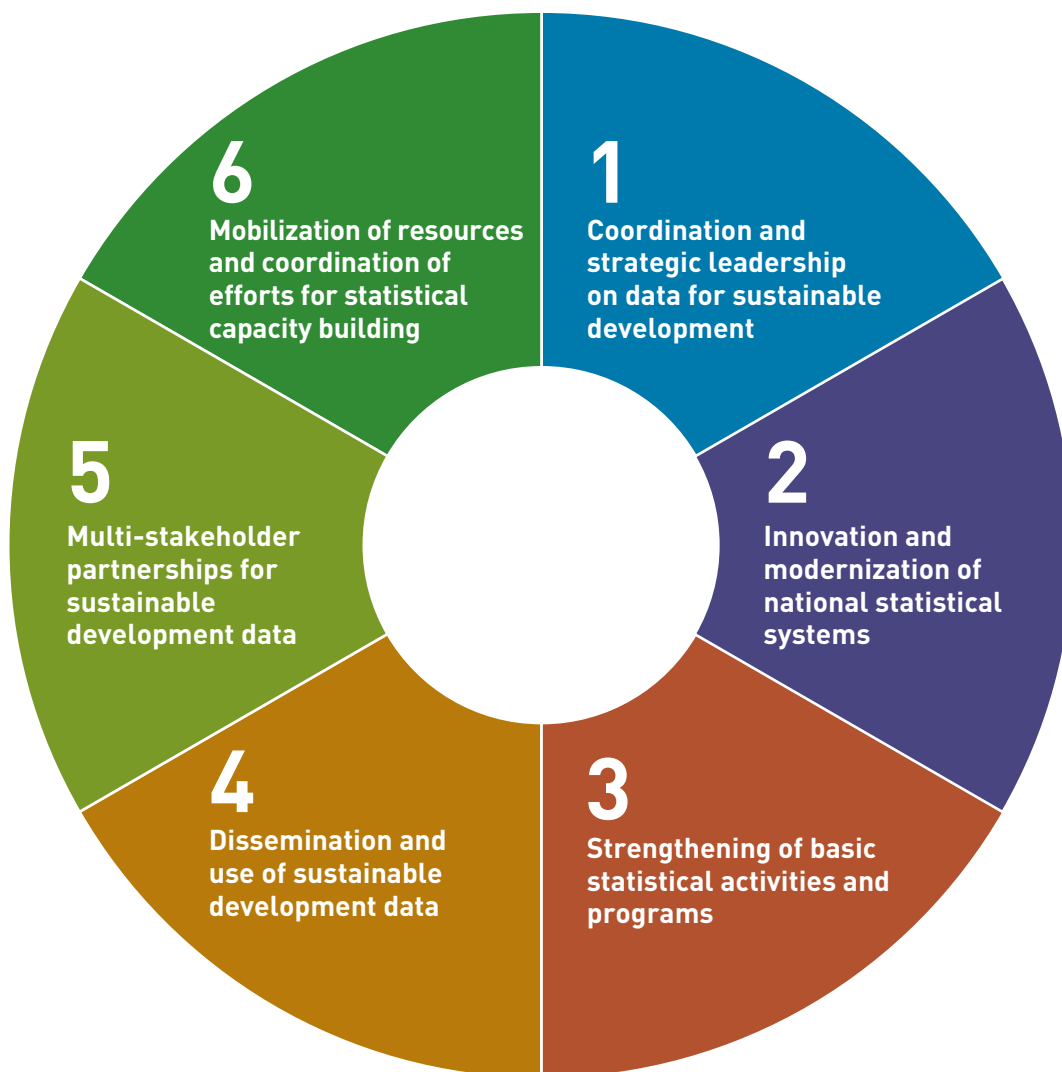 1
Coordination and
strategic leadership
on data for sustainable
development
2
Innovation and
modernization of
national statistical
systems
3
Strengthening of basic
statistical activities and
programs
4
Dissemination and
use of sustainable
development data
5
Multi-stakeholder
partnerships for
sustainable
development data
6
Mobilization of resources
and coordination of
efforts for statistical
capacity building